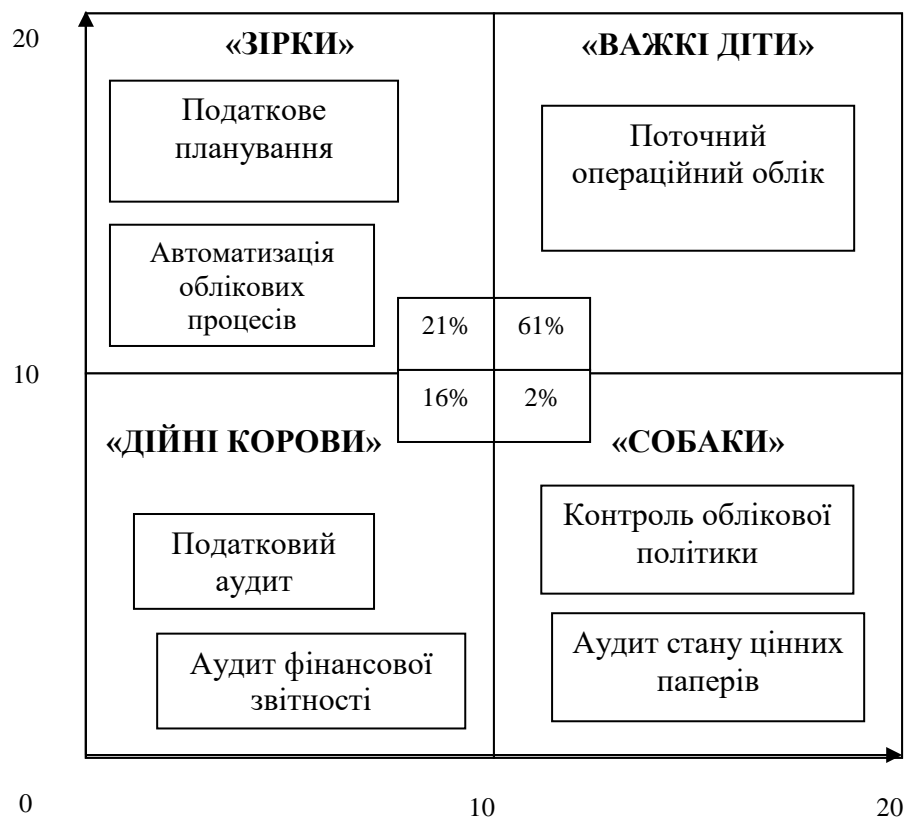 20
«ЗІРКИ»
«ВАЖКІ ДІТИ»
Податкове
планування
Поточний
операційний облік
Автоматизація
облікових
процесів
21%
61%
10
16%
2%
«ДІЙНІ КОРОВИ»
«СОБАКИ»
Контроль облікової
політики
Податковий
аудит
Аудит фінансової
звітності
Аудит стану цінних
паперів
0
10
20